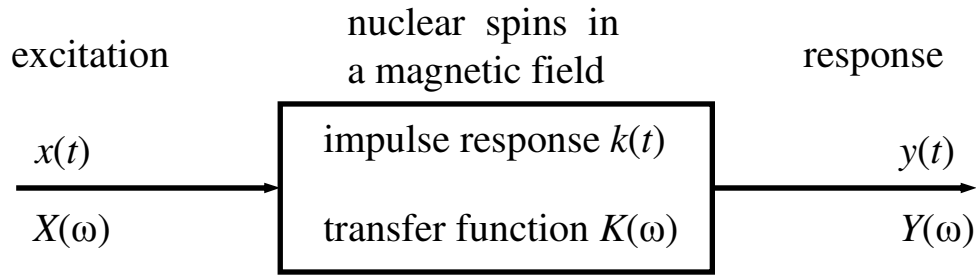 excitation
nuclear spins in
a magnetic field
response
x(t)
X(ω)
impulse response k(t)
transfer function K(ω)
y(t)
Y(ω)